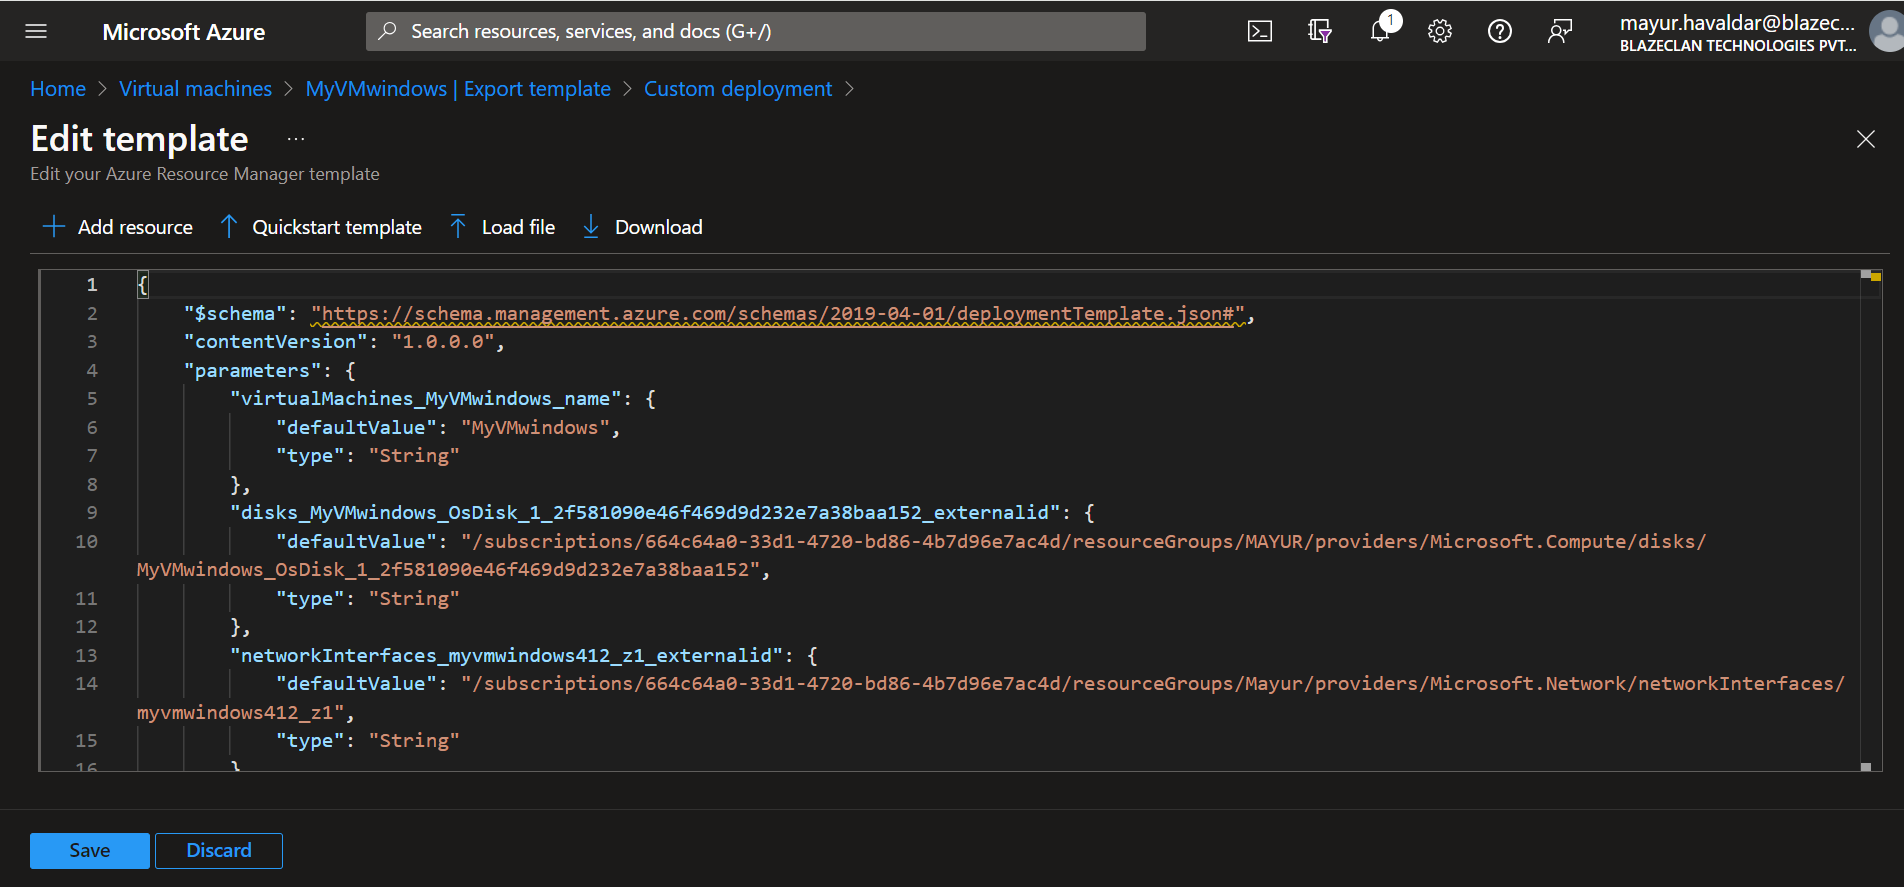 Microsoft Azure
Search resources, services, and docs (G+/)
1
mayur.havaldar@blazec...
BLAZECLAN TECHNOLOGIES PVT...
Home > Virtual machines > MyVMwindows | Export template > Custom deployment >
Edit template ...
Edit your Azure Resource Manager template
Add resource Quickstart template Load file Download
1 {
2 "$schema": "https://schema.management.azure.com/schemas/2019-04-01/deploymentTemplate.json#",
3 "contentVersion": "1.0.0.0",
4 "parameters": {
5 "virtualMachines_MyVMwindows_name": {
6 "defaultValue": "MyVMwindows",
7 "type": "String"
8 },
9 "disks_MyVMwindows_OsDisk_1_2f581090e46f469d9d232e7a38baa152_externalid": {
10 "defaultValue": "/subscriptions/664c64a0-33d1-4720-bd86-4b7d96e7ac4d/resourceGroups/MAYUR/providers/Microsoft.Compute/disks/
MyVMwindows_OsDisk_1_2f581090e46f469d9d232e7a38baa152",
11 "type": "String"
12 },
13 "networkInterfaces_myvmwindows412_z1_externalid": {
14 "defaultValue": "/subscriptions/664c64a0-33d1-4720-bd86-4b7d96e7ac4d/resourceGroups/Mayur/providers/Microsoft.Network/networkInterfaces/
myvmwindows412_z1",
15 "type": "String"
16 }
Save Discard